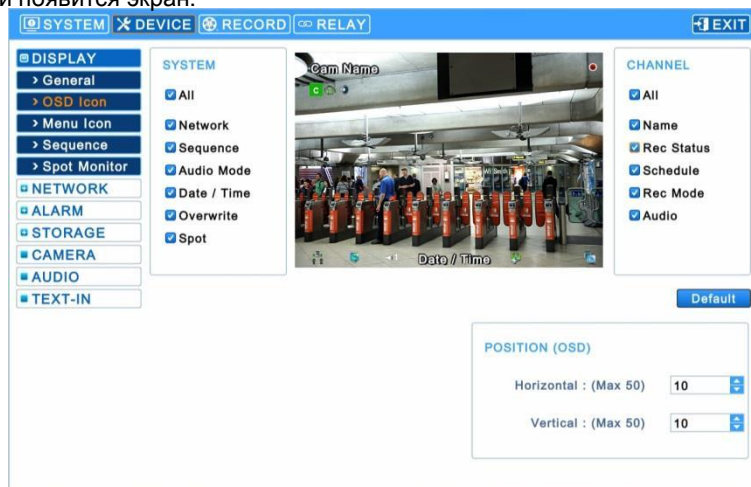 и появится экран:
SYSTEM DEVICE RECORD RELAY EXIT
DISPLAY
> General
> OSD Icon
> Menu Icon
> Sequence
> Spot Monitor
NETWORK
ALARM
STORAGE
CAMERA
AUDIO
TEXT-IN
SYSTEM
All
Network
Sequence
Audio Mode
Date / Time
Overwrite
Spot
Cam Name
C
Date / Time
CHANNEL
All
Name
Rec Status
Schedule
Rec Mode
Audio
Default
POSITION (OSD)
Horizontal : (Max 50) 10
Vertical : (Max 50) 10